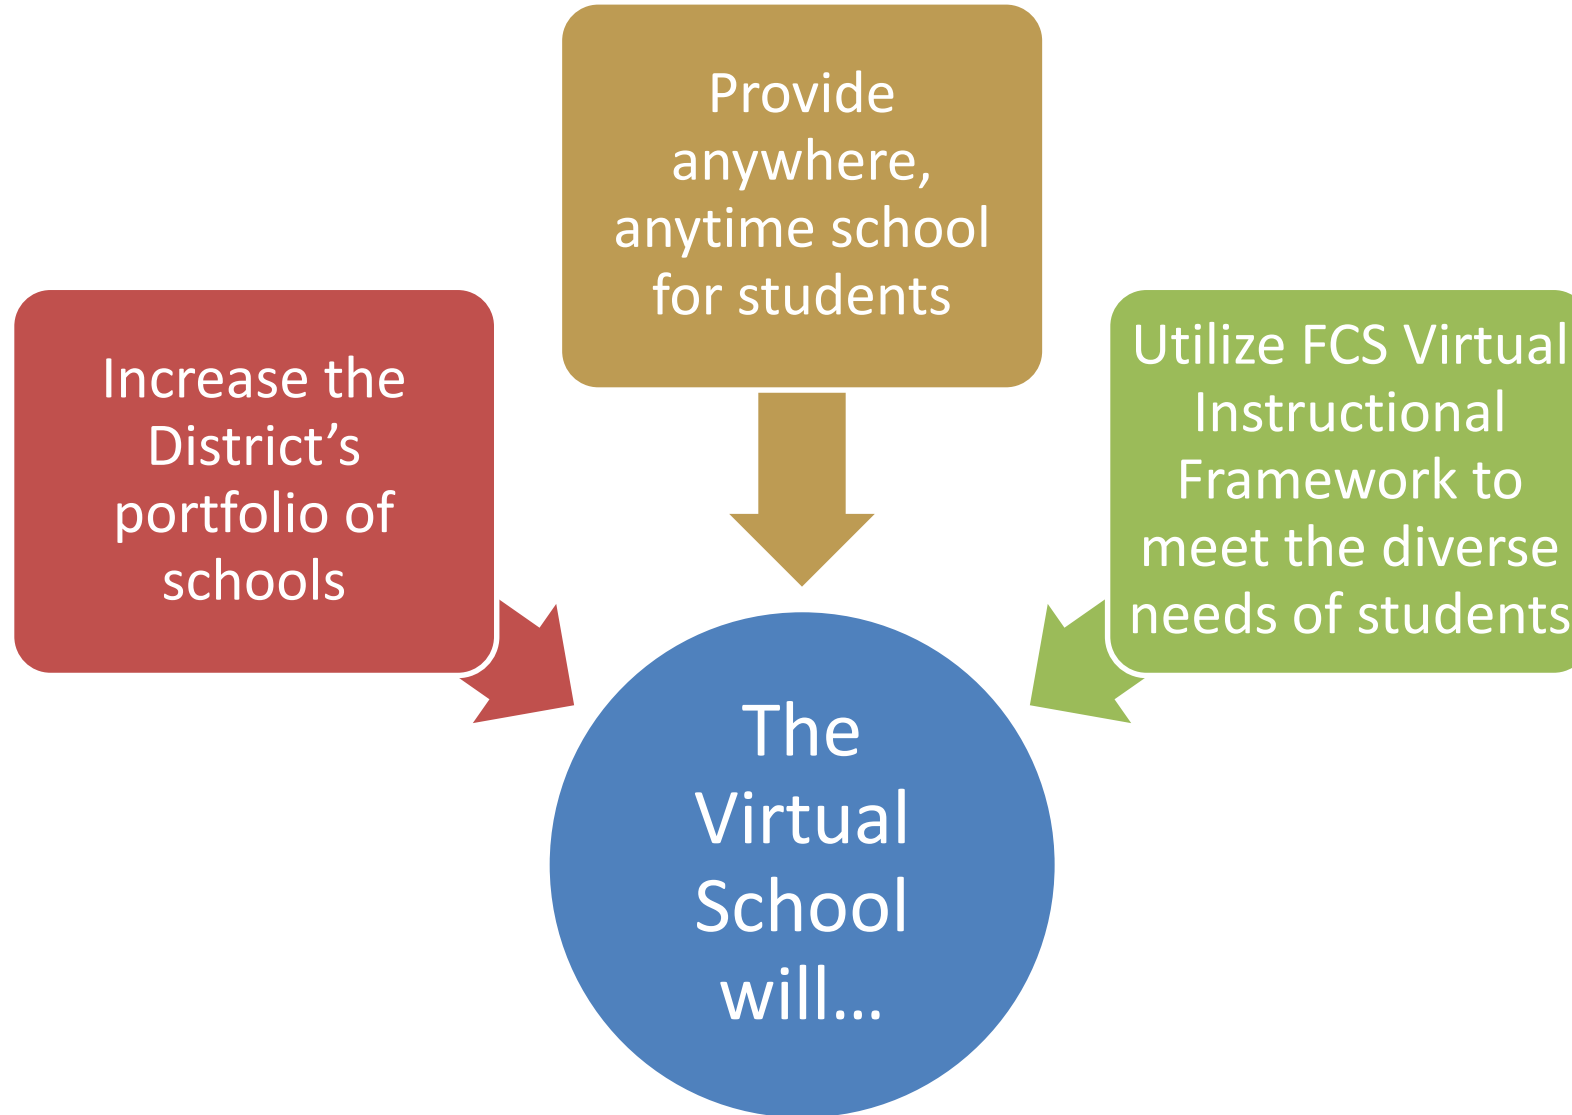 Provide
anywhere,
anytime school
for students
Increase the
District’s
portfolio of
schools
Utilize FCS Virtual
Instructional
Framework to
meet the diverse
needs of students
The
Virtual
School
will…